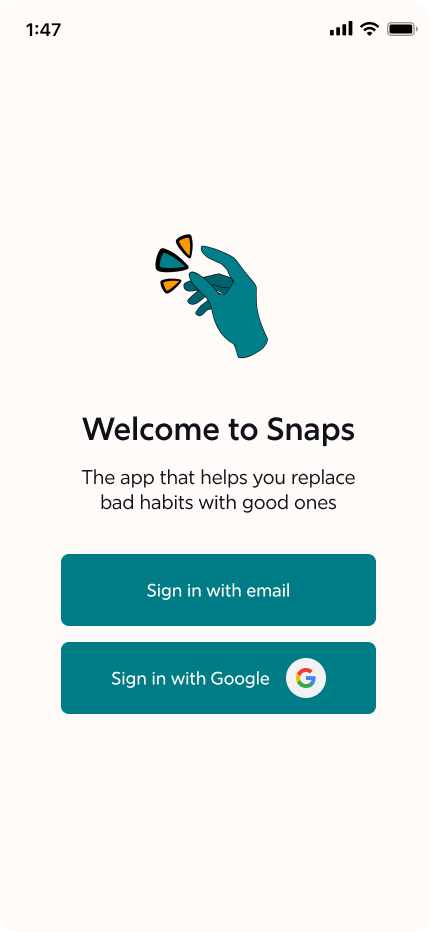 1:47
Welcome to Snaps
The app that helps you replace
bad habits with good ones
Sign in with email
Sign in with Google